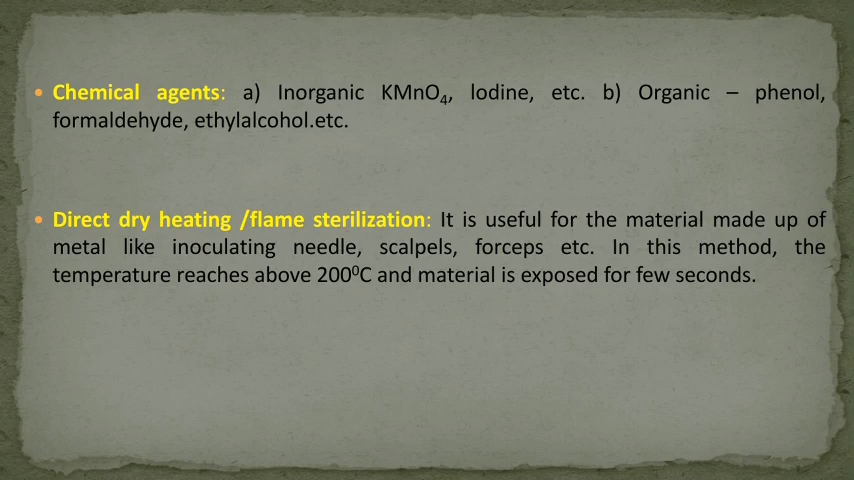 • Chemical agents: a) Inorganic KMnO₄, lodine, etc. b) Organic – phenol,
formaldehyde, ethylalcohol.etc.
• Direct dry heating /flame sterilization: It is useful for the material made up of
metal like inoculating needle, scalpels, forceps etc. In this method, the
temperature reaches above 200⁰C and material is exposed for few seconds.